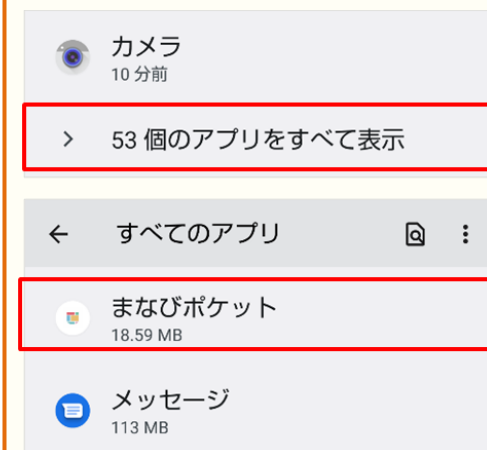 カメラ
10 分前
53 個のアプリをすべて表示
すべてのアプリ
まなびポケット
18.59 MB
メッセージ
113 MB